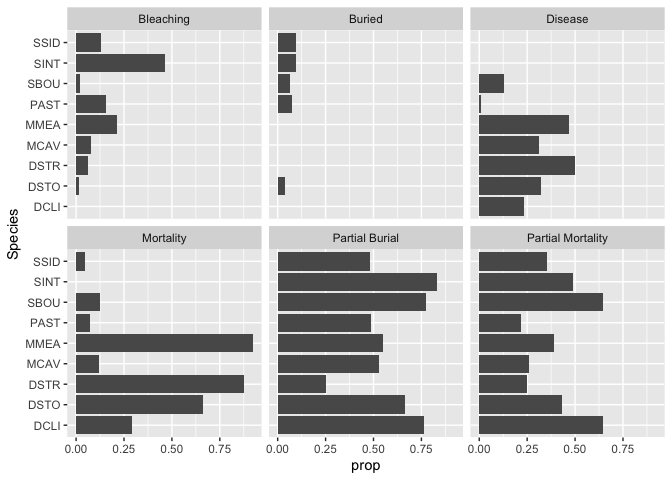 Bleaching Buried Disease
SSID
SINT
SBOU
PAST
MMEA
MCAV
DSTR
DSTO
DCLI
Species
Mortality Partial Burial Partial Mortality
SSID
SINT
SBOU
PAST
MMEA
MCAV
DSTR
DSTO
DCLI
0.00 0.25 0.50 0.75 0.00 0.25 0.50 0.75 0.00 0.25 0.50 0.75
prop